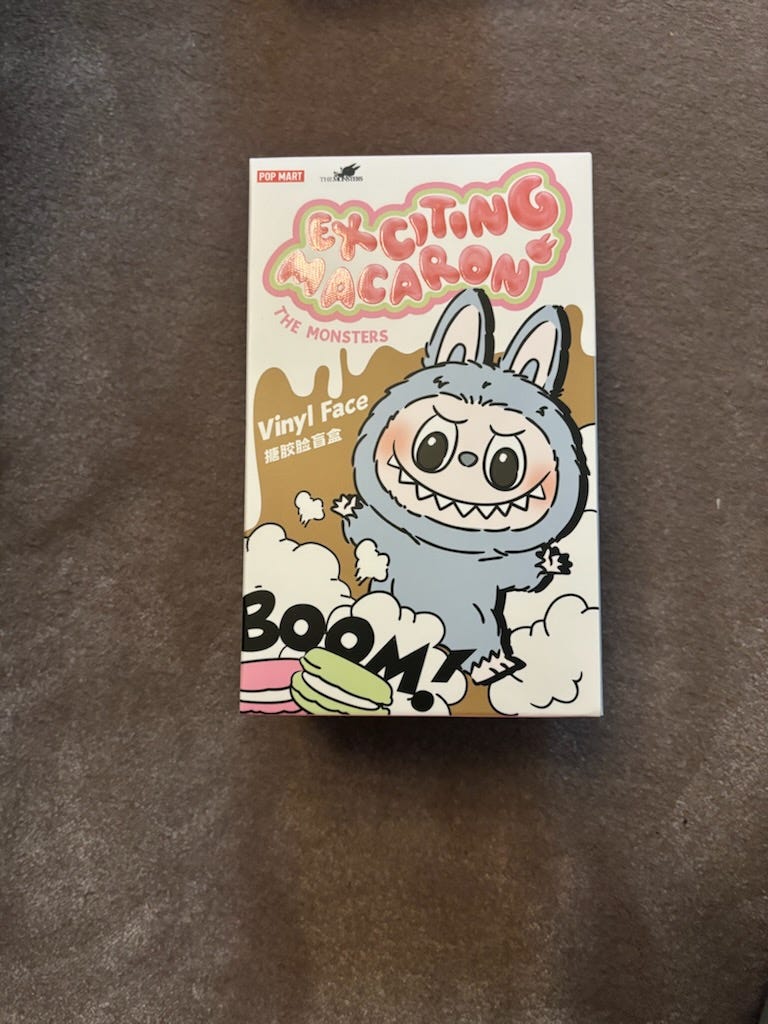 POP MART
THE MONSTERS
EXCITING
MACARON
THE MONSTERS
Vinyl Face
搪胶脸盲盒
BOOM!